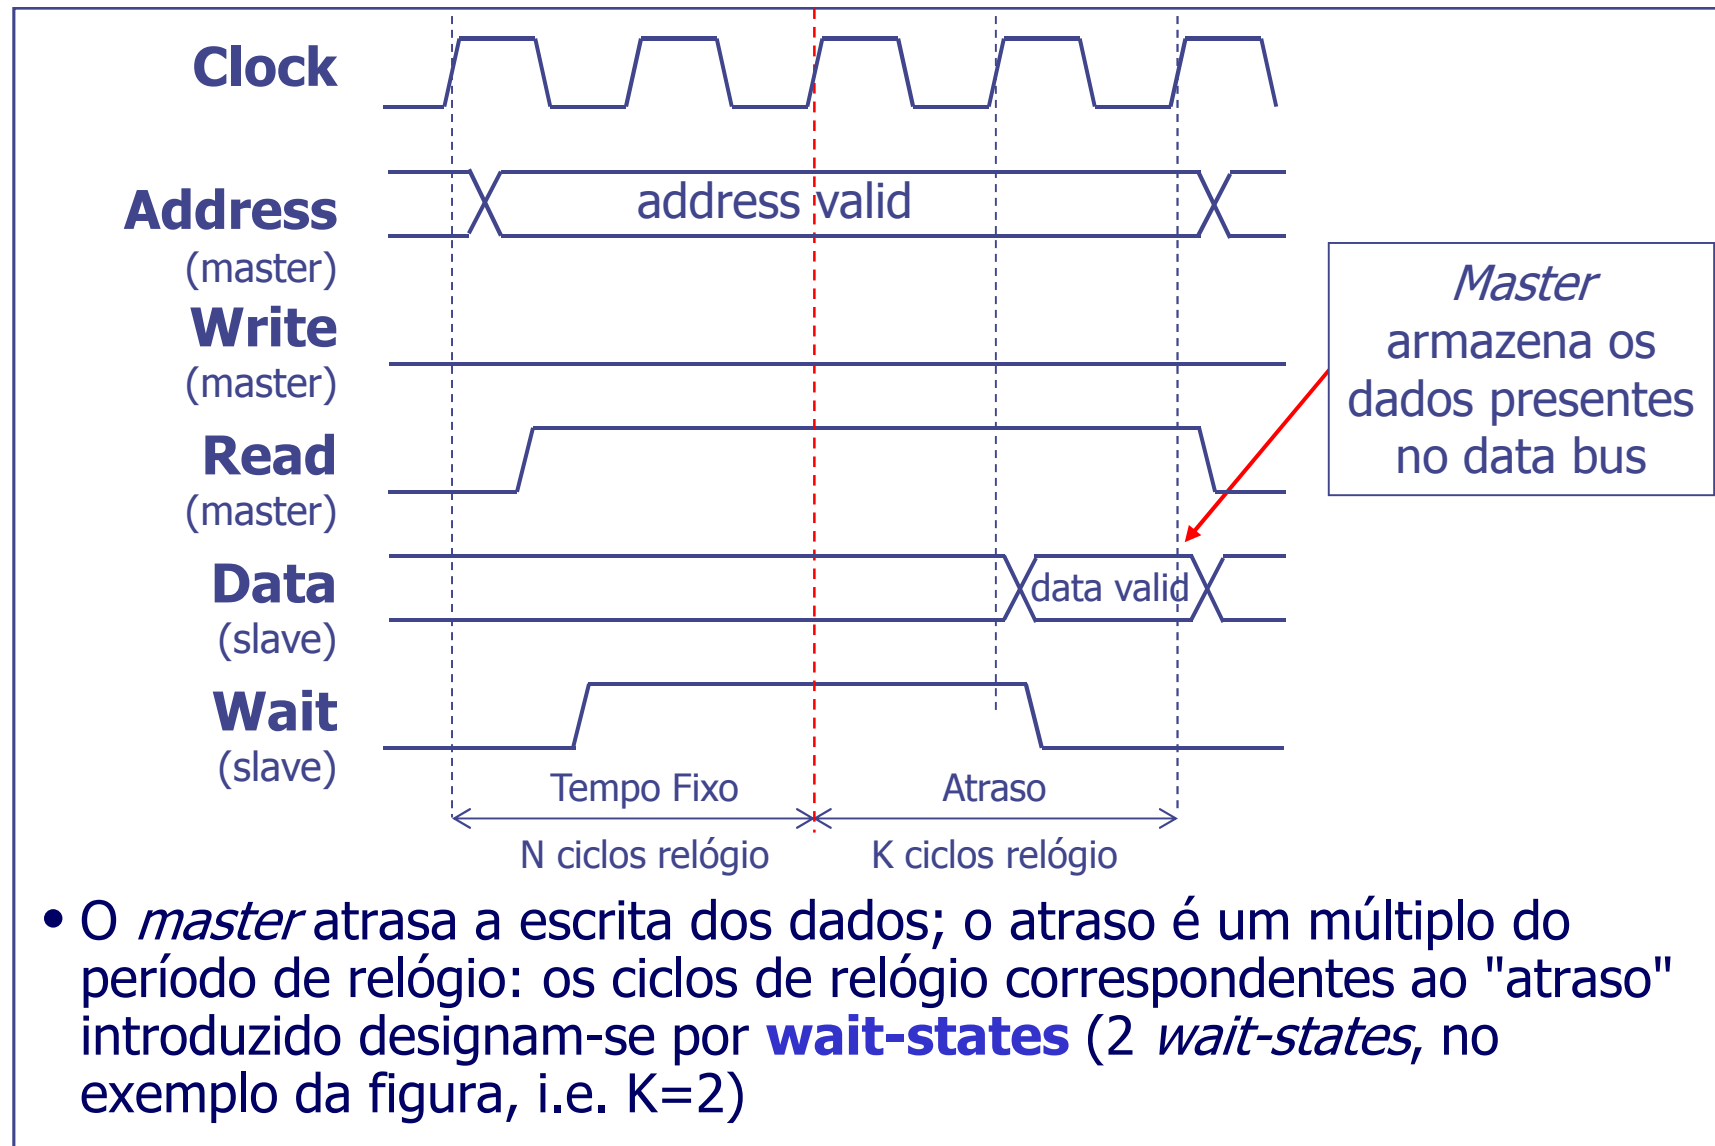 Clock
Address
(master)
address valid
Write
(master)
Read
(master)
Data
(slave)
data valid
Wait
(slave)
Master
armazena os
dados presentes
no data bus
Tempo Fixo
Atraso
N ciclos relógio
K ciclos relógio
• O master atrasa a escrita dos dados; o atraso é um múltiplo do
período de relógio: os ciclos de relógio correspondentes ao "atraso"
introduzido designam-se por wait-states (2 wait-states, no
exemplo da figura, i.e. K=2)